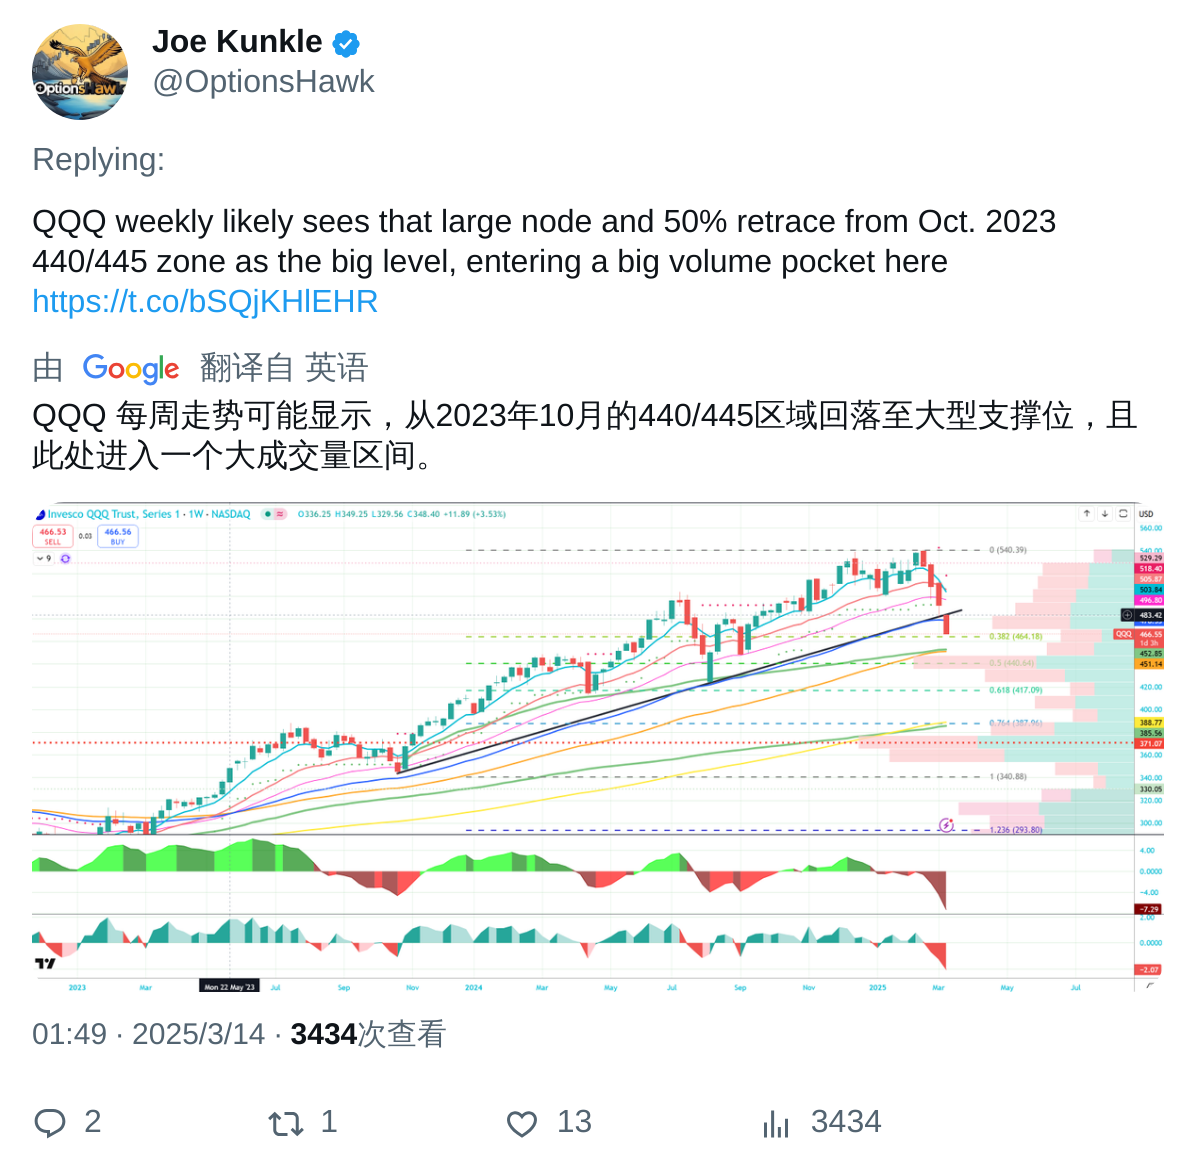 Joe Kunkle
@OptionsHawk
Replying:
QQQ weekly likely sees that large node and 50% retrace from Oct. 2023
440/445 zone as the big level, entering a big volume pocket here
https://t.co/bSQjKHlEHR
由 Google 翻译自 英语
QQQ 每周走势可能显示，从2023年10月的440/445区域回落至大型支撑位，且
此处进入一个大成交量区间。
Invesco QQQ Trust, Series 1 · 1W · NASDAQ O336.25 H349.25 L329.56 C348.40 +11.89 (+3.53%)
USD
466.53 SELL 0.03 466.56 BUY
9
560.00
540.00
529.29
518.40
505.87
503.84
496.80
483.42
QQQ 466.55
1d 3h
452.85
451.14
420.00
400.00
388.77
385.56
371.07
360.00
340.00
330.05
320.00
300.00
0 (540.39)
0.382 (464.18)
0.5 (440.64)
0.618 (417.09)
0.764 (387.96)
1 (340.88)
1.236 (293.80)
4.00
0.0000
−4.00
−7.29
2.00
0.0000
−2.07
2023 Mar Mon 22 May '23 Jul Sep Nov 2024 Mar May Jul Sep Nov 2025 Mar May Jul
01:49 · 2025/3/14 · 3434次查看
2 1 13 3434